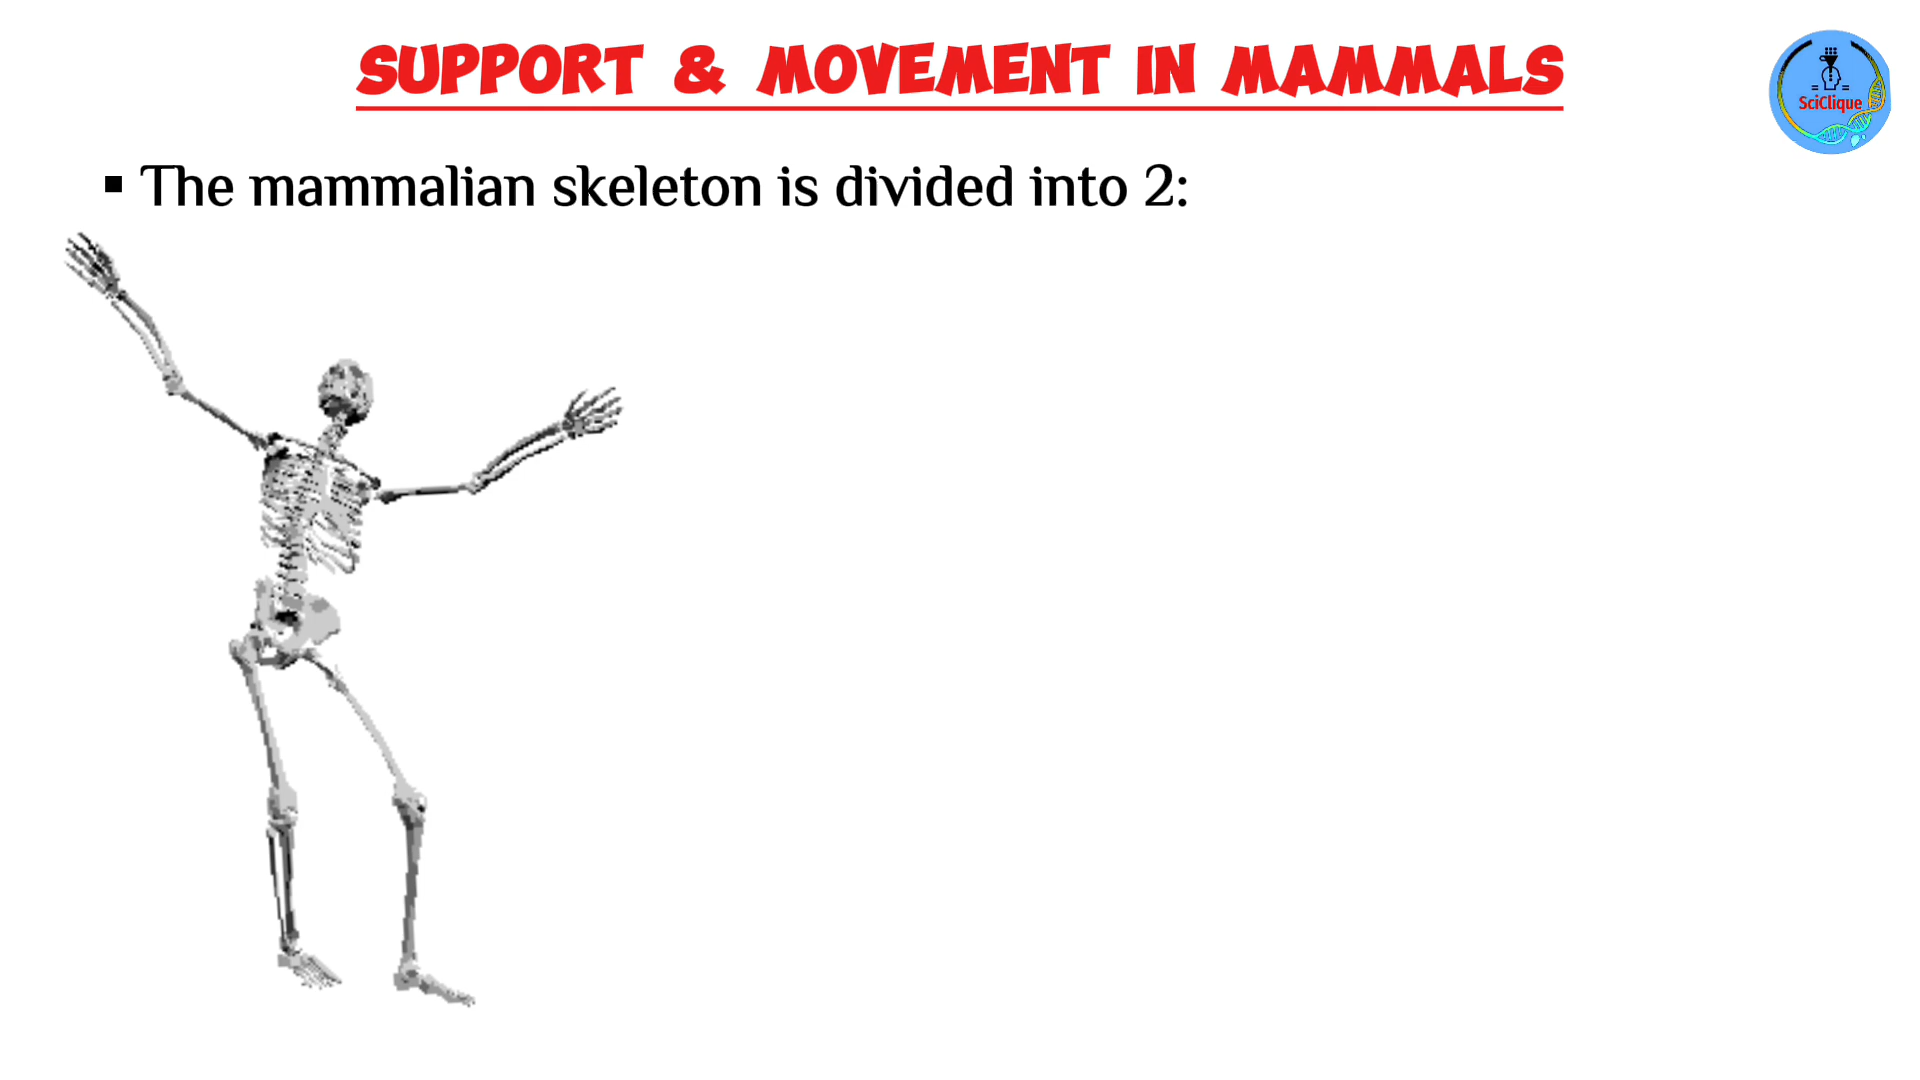 SUPPORT & MOVEMENT IN MAMMALS
SciClique
▪ The mammalian skeleton is divided into 2: